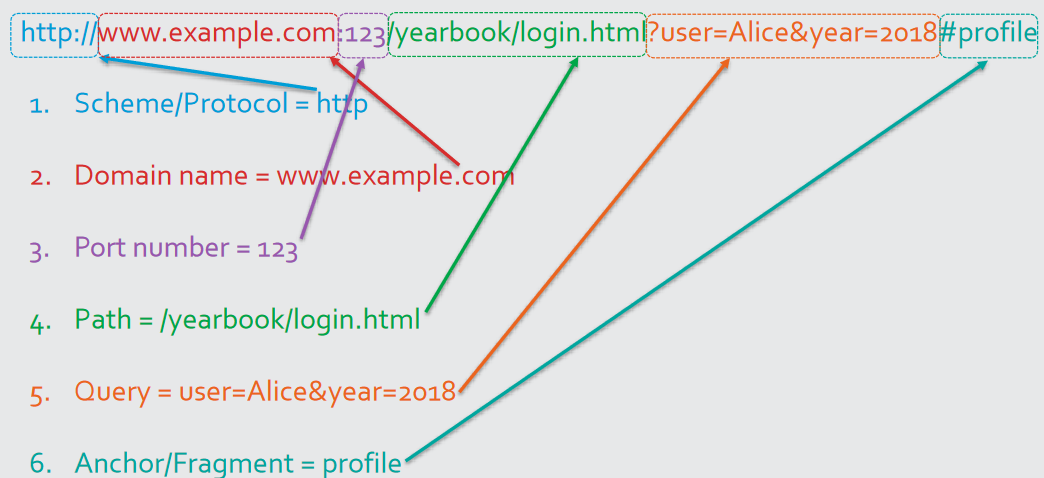 http://www.example.com:123/yearbook/login.html?user=Alice&year=2018#profile
1. Scheme/Protocol = http
2. Domain name = www.example.com
3. Port number = 123
4. Path = /yearbook/login.html
5. Query = user=Alice&year=2018
6. Anchor/Fragment = profile